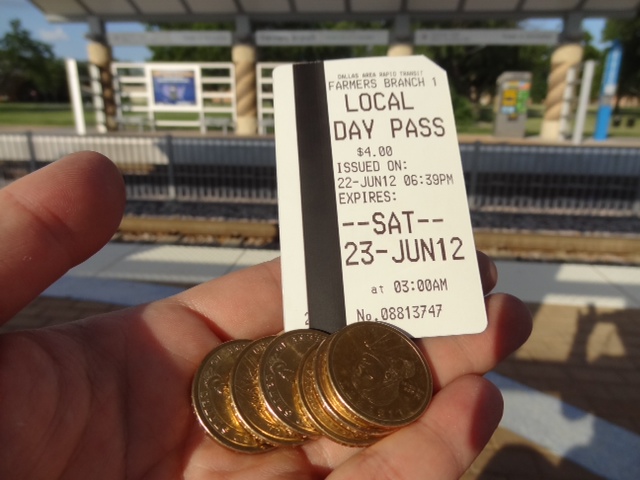 DALLAS AREA RAPID TRANSIT
FARMERS BRANCH 1
LOCAL
DAY PASS
$4.00
ISSUED ON:
22-JUN12 06:39PM
EXPIRES:
--SAT--
23-JUN12
at 03:00AM
No.08813747